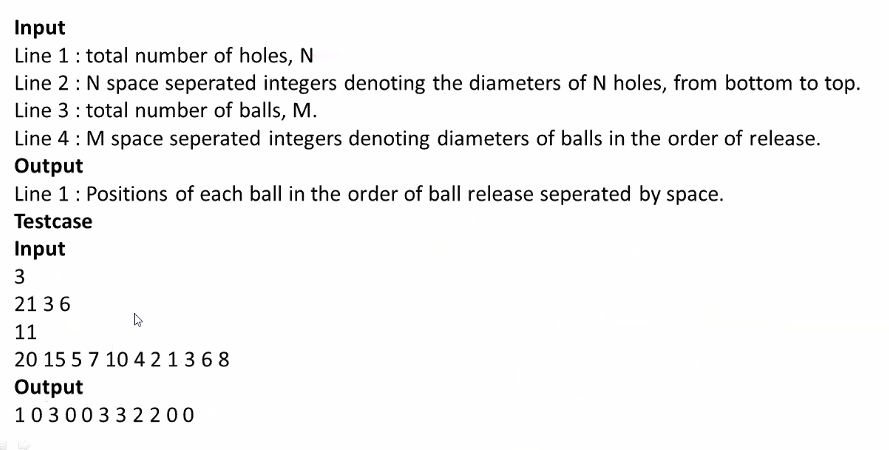 Input
Line 1 : total number of holes, N
Line 2 : N space seperated integers denoting the diameters of N holes, from bottom to top.
Line 3 : total number of balls, M.
Line 4 : M space seperated integers denoting diameters of balls in the order of release.
Output
Line 1 : Positions of each ball in the order of ball release seperated by space.
Testcase
Input
3
21 3 6
11
20 15 5 7 10 4 2 1 3 6 8
Output
1 0 3 0 0 3 3 2 2 0 0